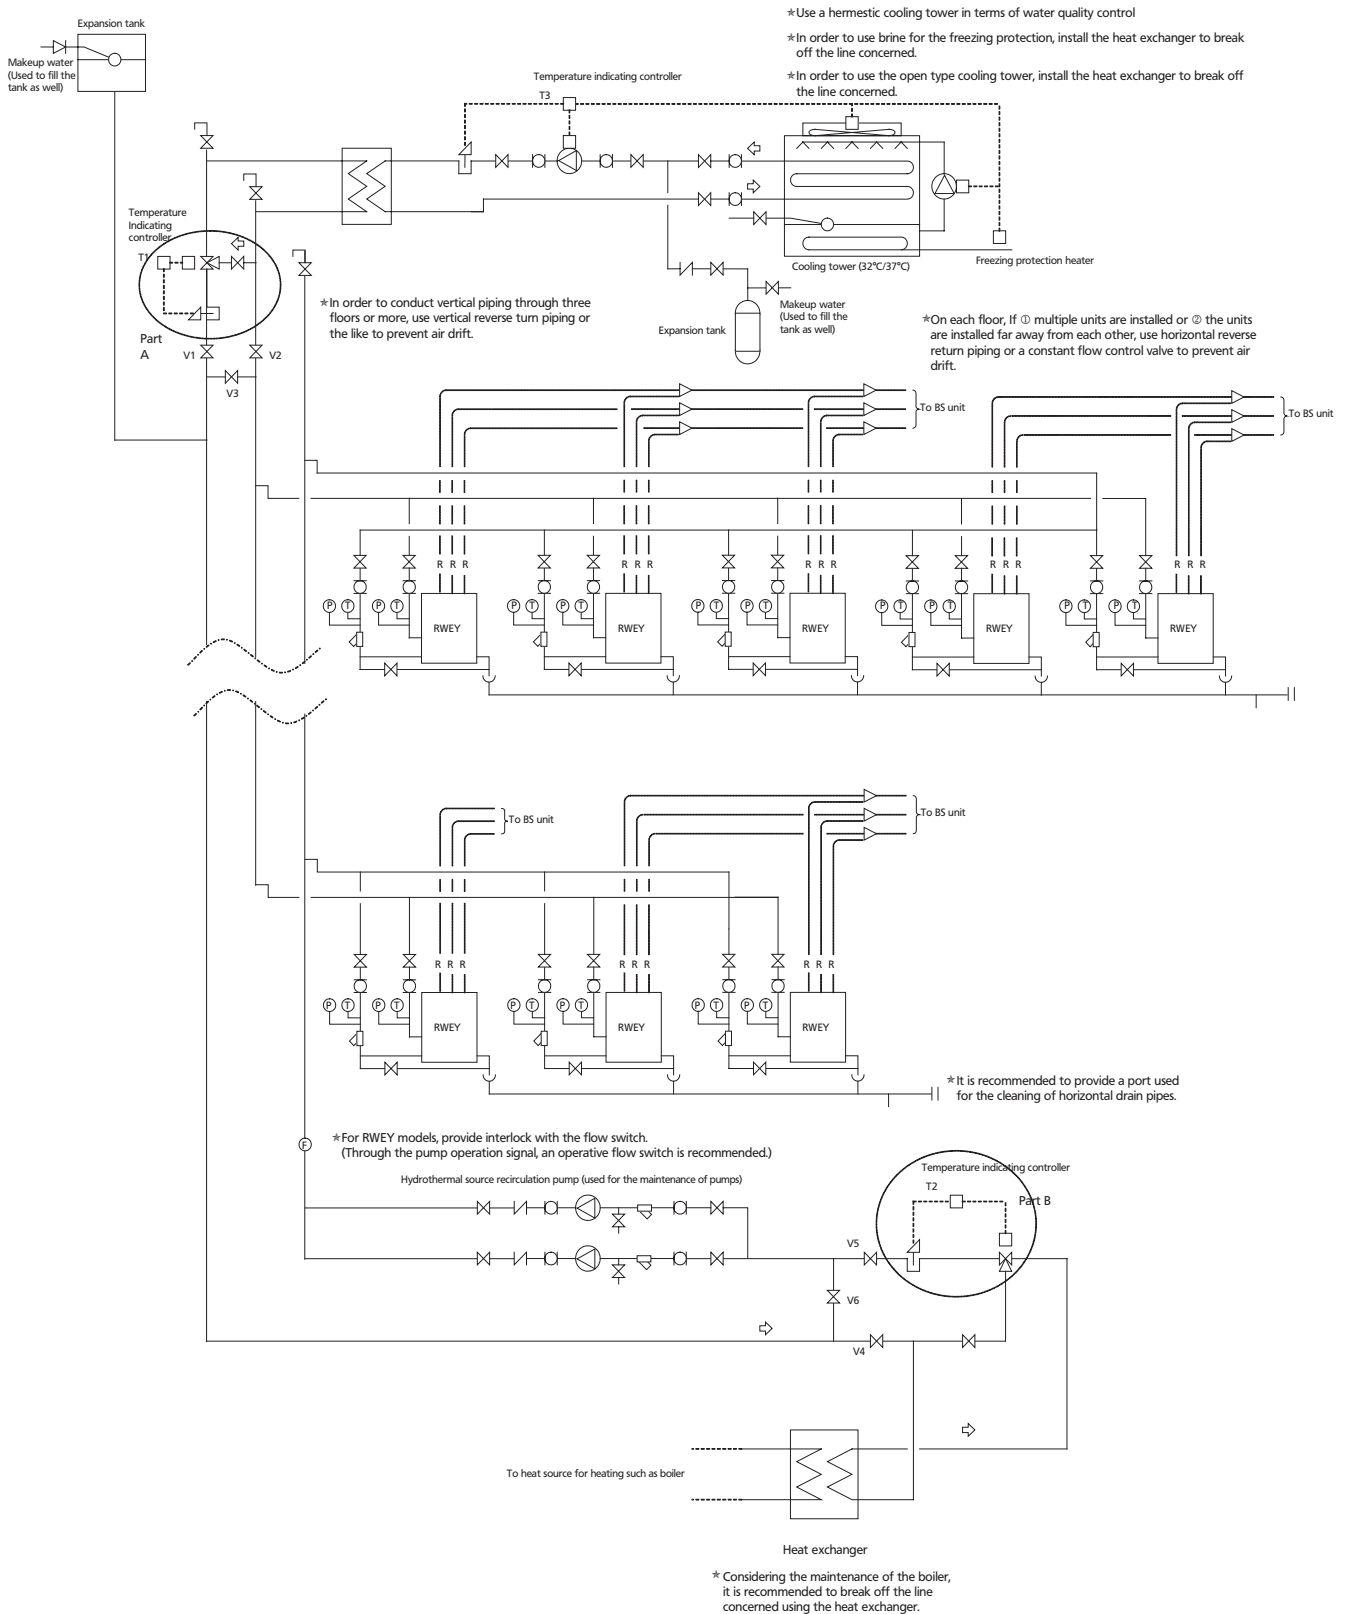 ✯Use a hermestic cooling tower in terms of water quality control
✯In order to use brine for the freezing protection, install the heat exchanger to break
off the line concerned.
✯In order to use the open type cooling tower, install the heat exchanger to break off
the line concerned.
Expansion tank
Makeup water
(Used to fill the
tank as well)
Temperature indicating controller
T3
Temperature
Indicating
controller
T1
Part
A
V1
V2
V3
Cooling tower (32℃/37℃)
Freezing protection heater
✯In order to conduct vertical piping through three
floors or more, use vertical reverse turn piping or
the like to prevent air drift.
Expansion tank
Makeup water
(Used to fill the
tank as well)
✯On each floor, If ① multiple units are installed or ② the units
are installed far away from each other, use horizontal reverse
return piping or a constant flow control valve to prevent air
drift.
To BS unit
To BS unit
R R R
R R R
R R R
R R R
R R R
P T P T
P T P T
P T P T
P T P T
P T P T
RWEY
RWEY
RWEY
RWEY
RWEY
To BS unit
To BS unit
R R R
R R R
R R R
P T P T
P T P T
P T P T
RWEY
RWEY
RWEY
✯It is recommended to provide a port used
for the cleaning of horizontal drain pipes.
F
✯For RWEY models, provide interlock with the flow switch.
(Through the pump operation signal, an operative flow switch is recommended.)
Hydrothermal source recirculation pump (used for the maintenance of pumps)
Temperature indicating controller
T2
Part B
V5
V6
V4
To heat source for heating such as boiler
Heat exchanger
✯ Considering the maintenance of the boiler,
it is recommended to break off the line
concerned using the heat exchanger.